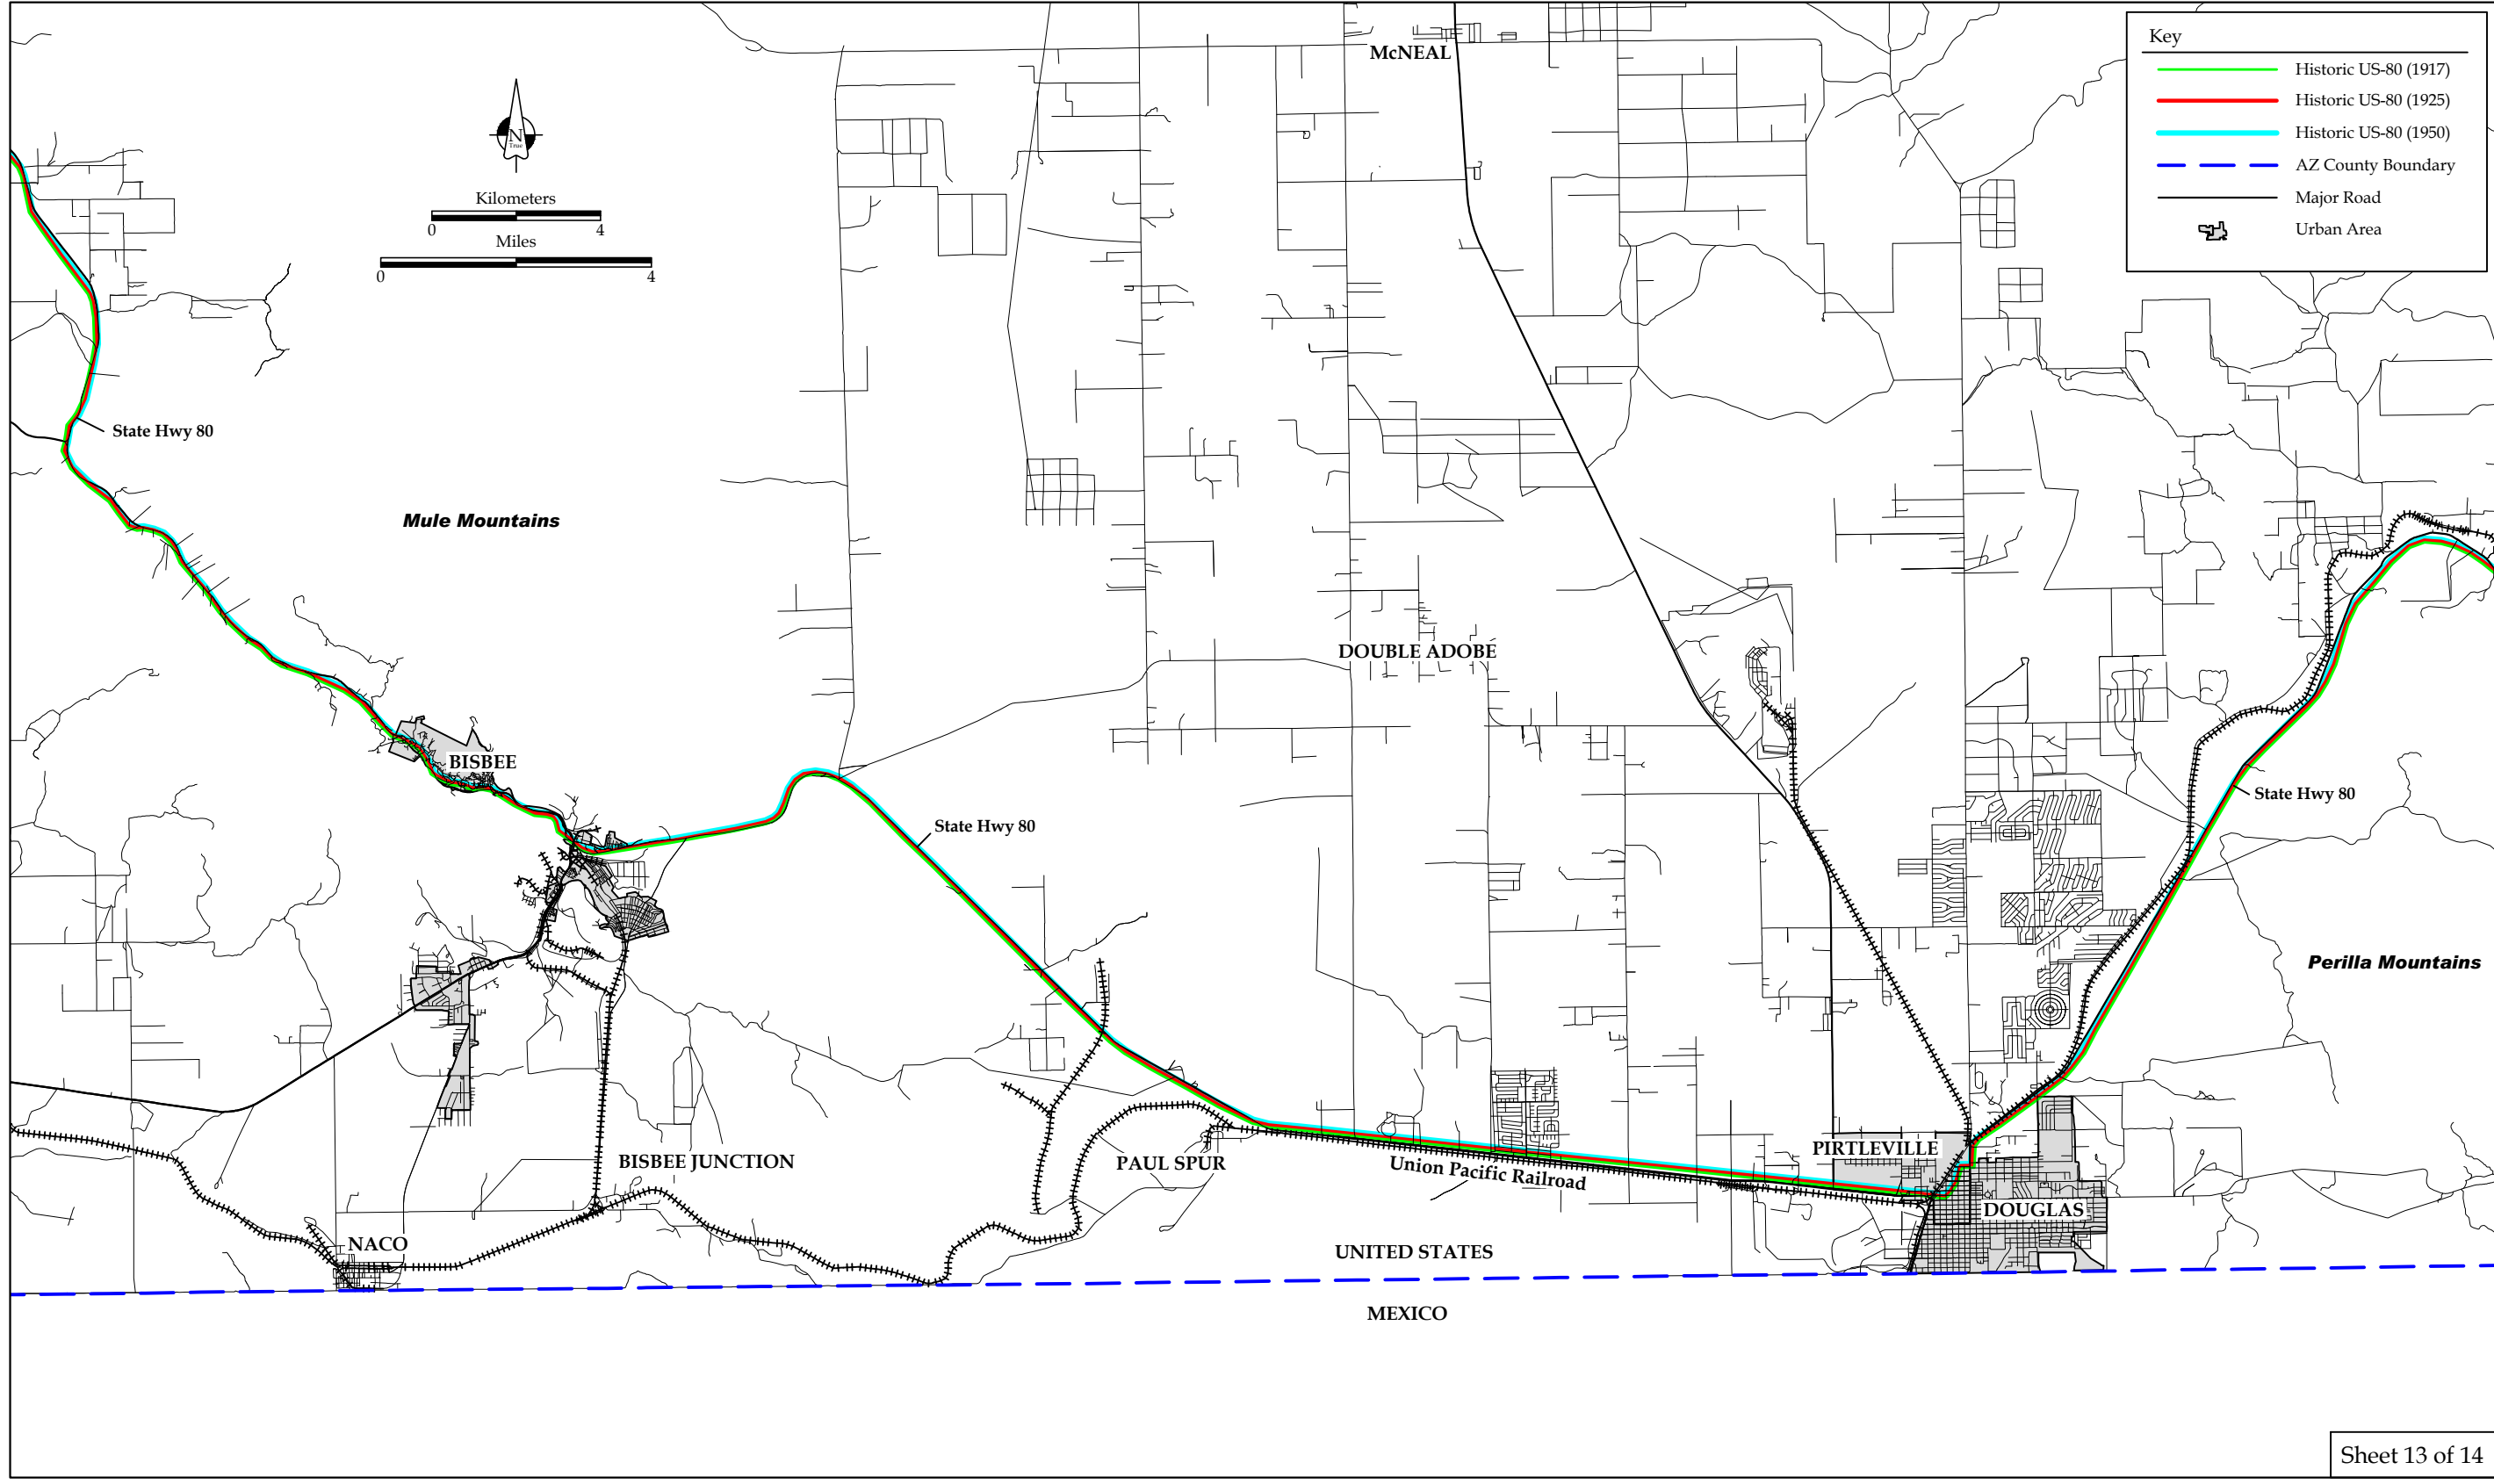 McNEAL
Key
Historic US-80 (1917)
Historic US-80 (1925)
Historic US-80 (1950)
AZ County Boundary
Major Road
Urban Area
N
True
Kilometers
0 4
Miles
0 4
State Hwy 80
Mule Mountains
DOUBLE ADOBE
BISBEE
State Hwy 80
State Hwy 80
Perilla Mountains
BISBEE JUNCTION
PAUL SPUR
Union Pacific Railroad
PIRTLEVILLE
DOUGLAS
NACO
UNITED STATES
MEXICO
Sheet 13 of 14